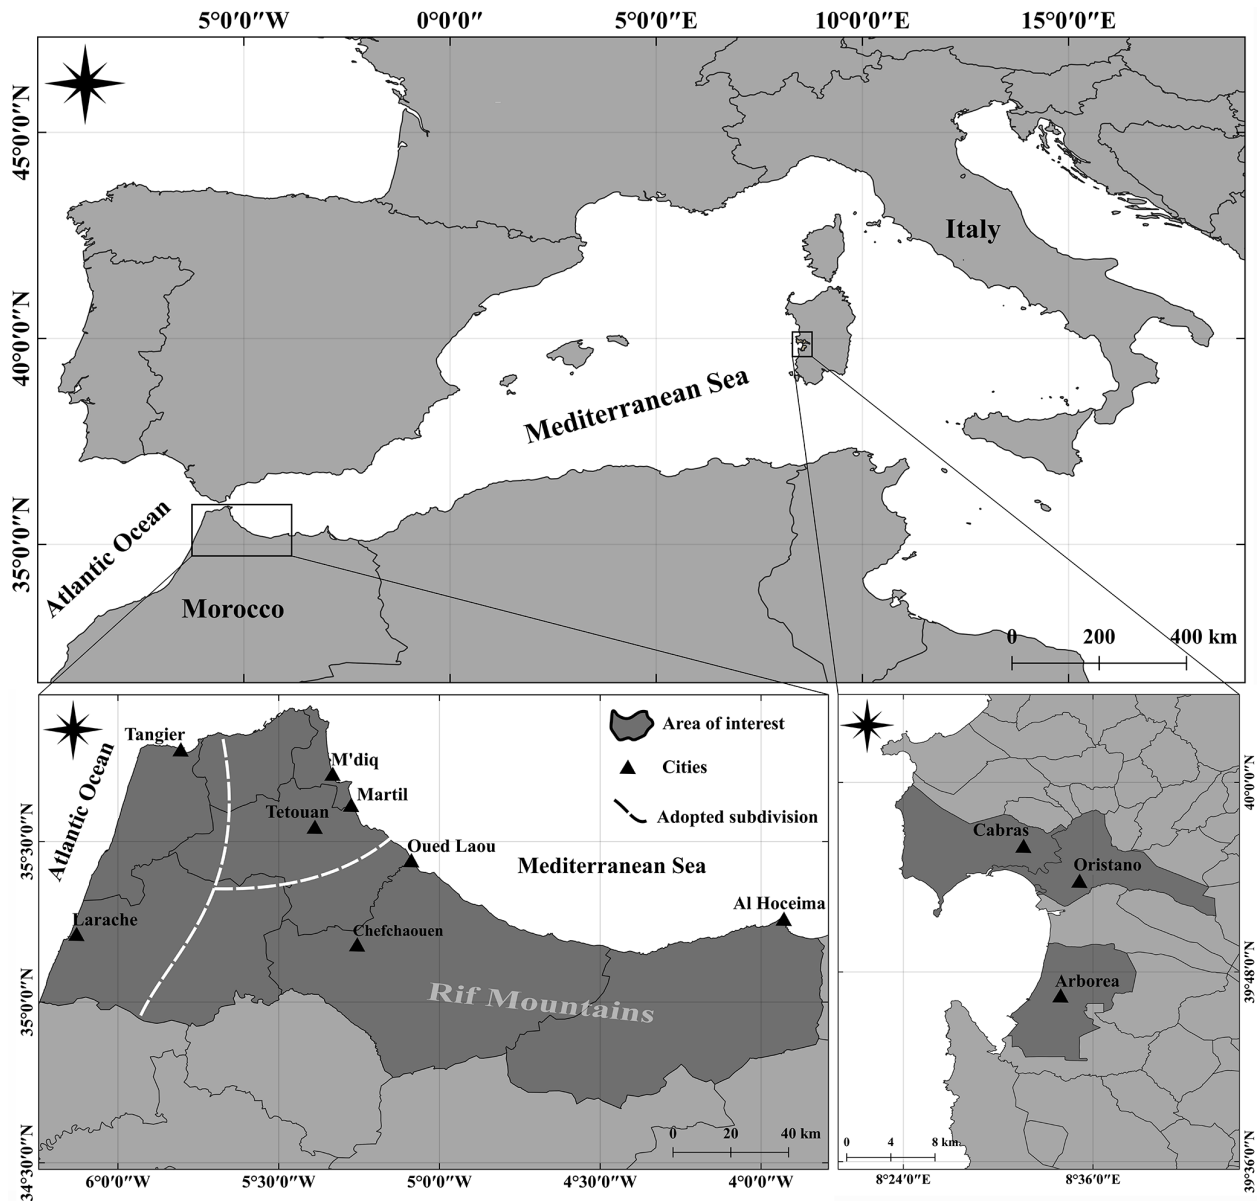 5°0'0"W 0°0'0" 5°0'0"E 10°0'0"E 15°0'0"E
45°0'0"N
40°0'0"N
35°0'0"N
Italy
Mediterranean Sea
Atlantic Ocean
Morocco
0 200 400 km
Tangier
Atlantic Ocean
M'diq
Martil
Tetouan
Oued Laou
Mediterranean Sea
Al Hoceima
Larache
Chefchaouen
Rif Mountains
Area of interest
Cities
Adopted subdivision
0 20 40 km
35°30'0"N
35°0'0"N
34°30'0"N
6°0'0"W 5°30'0"W 5°0'0"W 4°30'0"W 4°0'0"W
Cabras
Oristano
Arborea
0 4 8 km
40°0'0"N
39°48'0"N
39°36'0"N
8°24'0"E 8°36'0"E